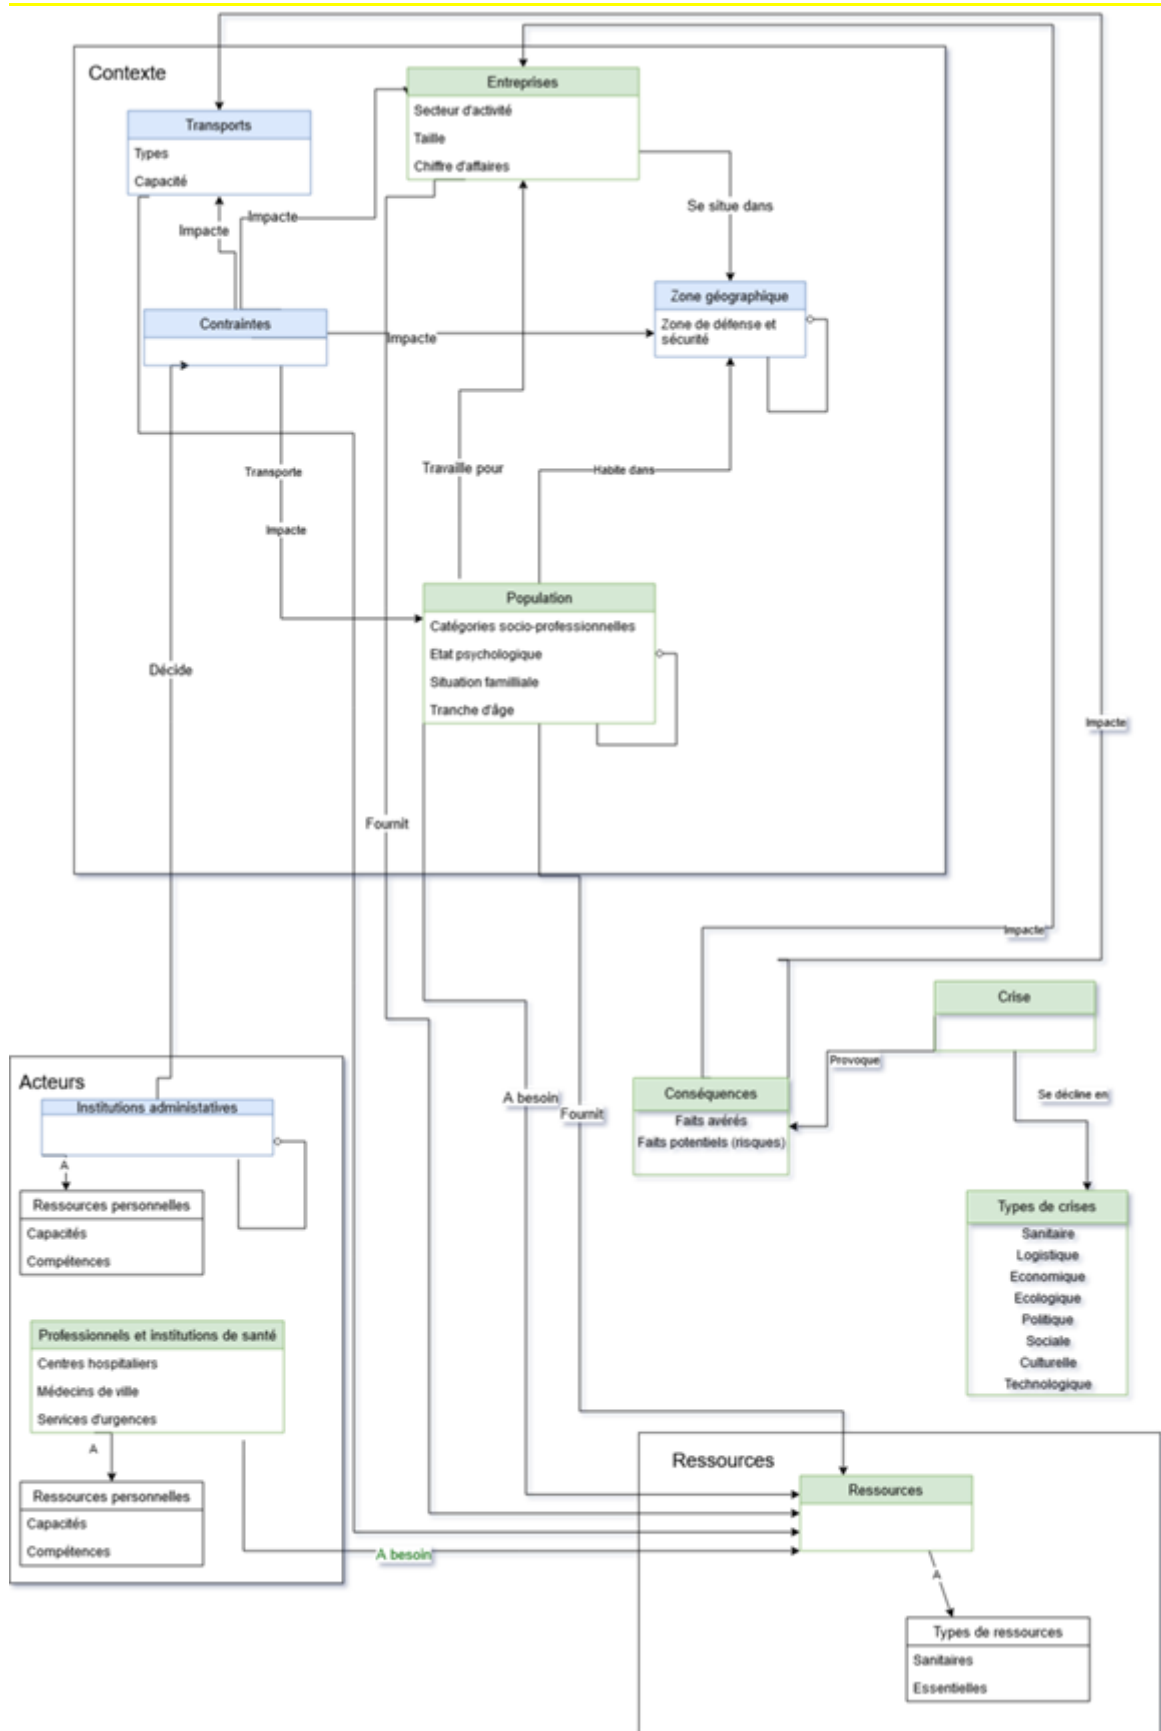 Contexte
Entreprises
Secteur d'activité
Taille
Chiffre d'affaires
Transports
Types
Capacité
Se situe dans
Impacte
Impacte
Zone géographique
Zone de défense et
sécurité
Contraintes
Impacte
Transporte
Travaille pour
Habite dans
Impacte
Population
Catégories socio-professionnelles
Etat psychologique
Situation familliale
Tranche d'âge
Décide
Impacte
Fournit
Impacte
Crise
Provoque
Acteurs
Institutions administatives
A
Ressources personnelles
Capacités
Compétences
A besoin
Fournit
Conséquences
Faits avérés
Faits potentiels (risques)
Se décline en
Types de crises
Sanitaire
Logistique
Economique
Ecologique
Politique
Sociale
Culturelle
Technologique
Professionnels et institutions de santé
Centres hospitaliers
Médecins de ville
Services d'urgences
A
Ressources personnelles
Capacités
Compétences
A besoin
Ressources
Ressources
A
Types de ressources
Sanitaires
Essentielles